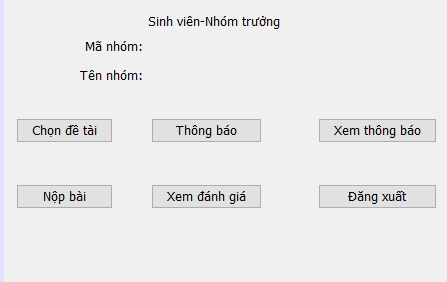 Sinh viên-Nhóm trưởng
Mã nhóm:
Tên nhóm:
Chọn đề tài
Thông báo
Xem thông báo
Nộp bài
Xem đánh giá
Đăng xuất